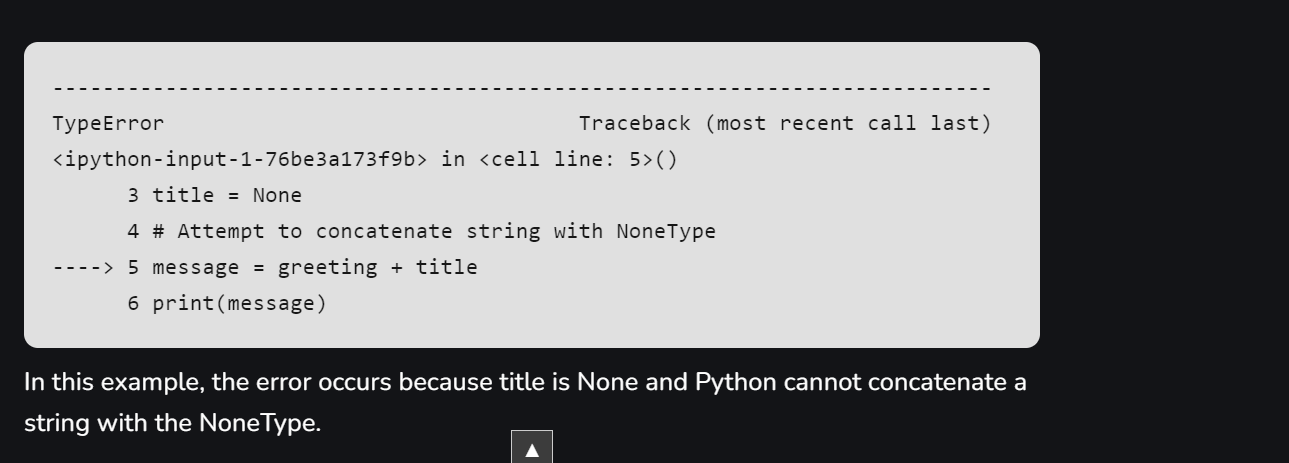 ---------------------------------------------------------------------------
TypeError                                 Traceback (most recent call last)
<ipython-input-1-76be3a173f9b> in <cell line: 5>()
      3 title = None
      4 # Attempt to concatenate string with NoneType
----> 5 message = greeting + title
      6 print(message)
In this example, the error occurs because title is None and Python cannot concatenate a
string with the NoneType.
▲